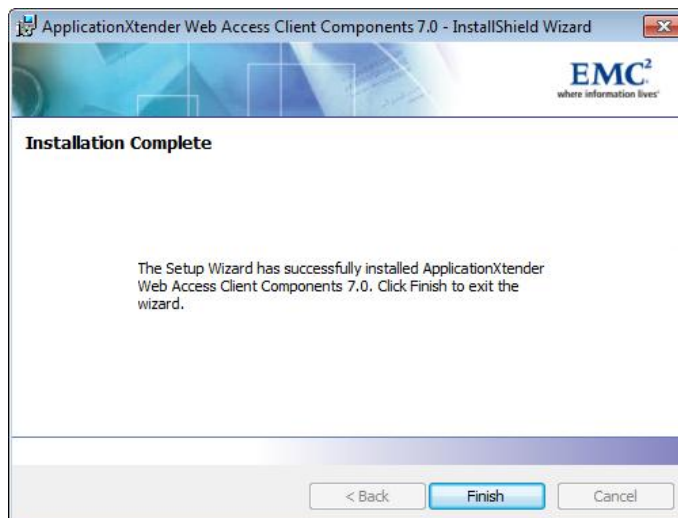 ApplicationXtender Web Access Client Components 7.0 - InstallShield Wizard
EMC²
where information lives®
Installation Complete
The Setup Wizard has successfully installed ApplicationXtender
Web Access Client Components 7.0. Click Finish to exit the
wizard.
< Back
Finish
Cancel